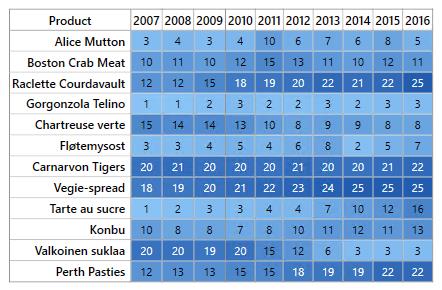 Product 2007 2008 2009 2010 2011 2012 2013 2014 2015 2016
Alice Mutton 3 4 3 4 10 6 7 6 8 5
Boston Crab Meat 10 11 10 12 15 13 11 10 12 11
Raclette Courdavault 12 12 15 18 19 20 22 21 22 25
Gorgonzola Telino 1 1 2 3 2 2 3 2 3 3
Chartreuse verte 15 14 14 13 10 8 9 9 8 8
Fløtemysost 3 3 4 5 4 6 8 2 5 7
Carnarvon Tigers 20 21 20 20 20 21 20 20 21 22
Vegie-spread 18 19 20 21 22 23 24 25 25 25
Tarte au sucre 1 2 3 3 4 4 7 10 12 16
Konbu 10 8 8 7 8 10 11 12 11 13
Valkoinen suklaa 20 20 19 20 15 12 6 3 3 3
Perth Pasties 12 13 13 15 15 18 19 19 22 22